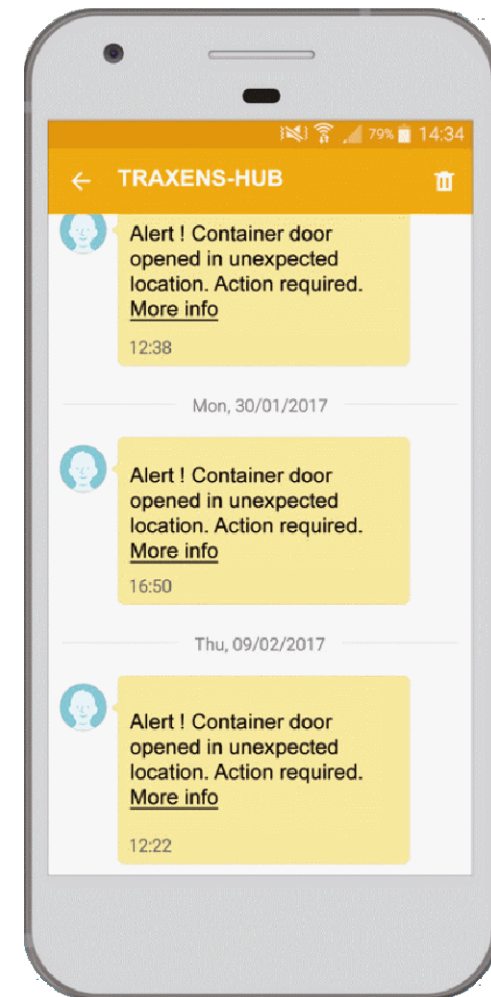 79% 14:34
TRAXENS-HUB
Alert ! Container door
opened in unexpected
location. Action required.
More info
12:38
Mon, 30/01/2017
Alert ! Container door
opened in unexpected
location. Action required.
More info
16:50
Thu, 09/02/2017
Alert ! Container door
opened in unexpected
location. Action required.
More info
12:22